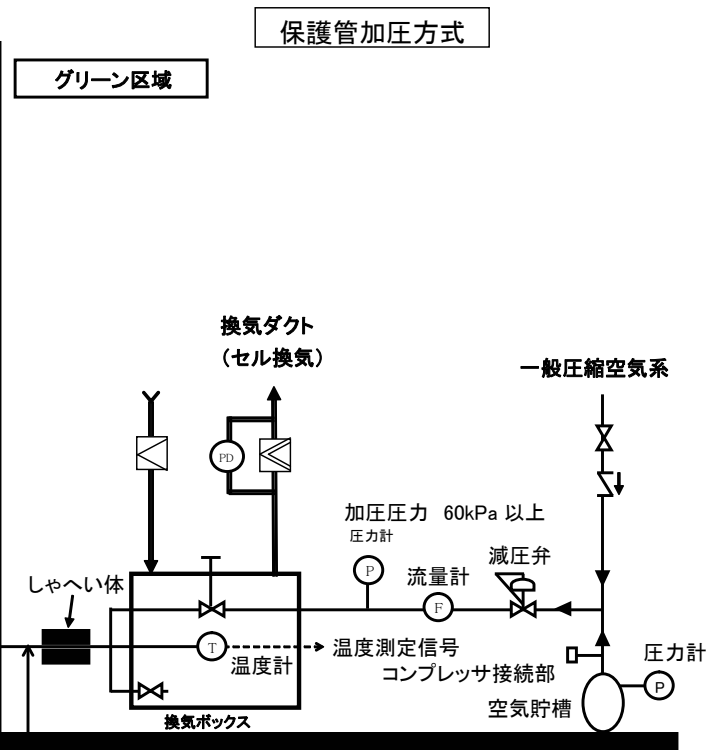 保護管加圧方式
グリーン区域
換気ダクト
（セル換気）
一般圧縮空気系
PD
加圧圧力 60kPa 以上
圧力計
P
流量計
F
減圧弁
しゃへい体
T
温度計
温度測定信号
コンプレッサ接続部
圧力計
P
空気貯槽
換気ボックス